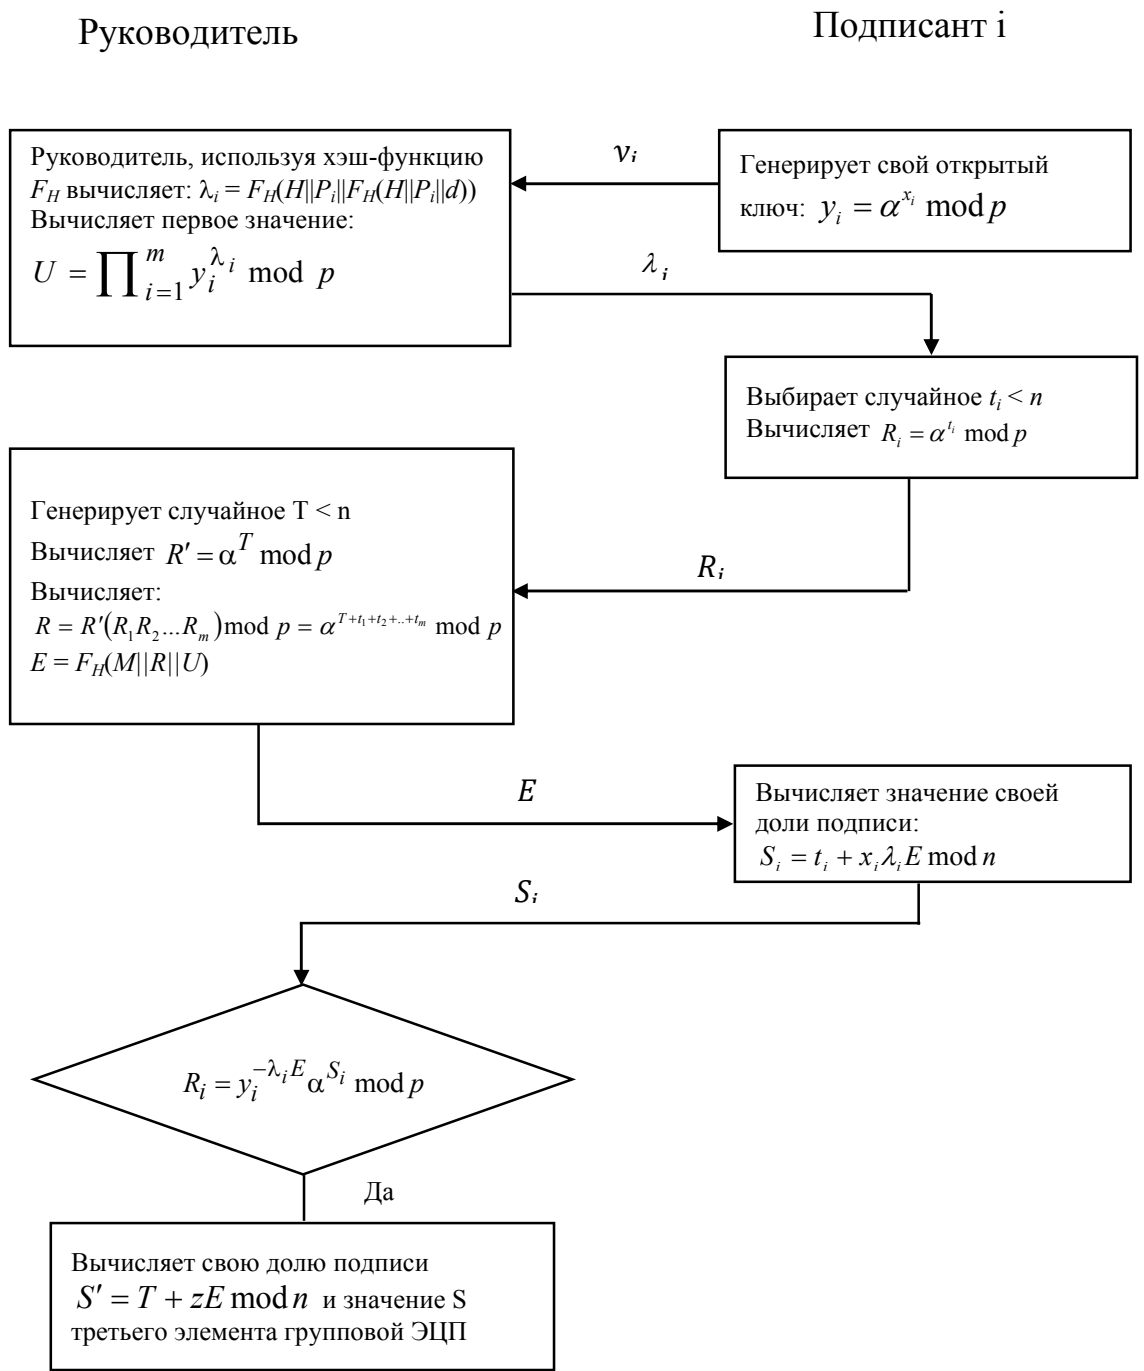 Руководитель
Подписант i
Руководитель, используя хэш-функцию
F_H вычисляет: λ_i = F_H(H||P_i||F_H(H||P_i||d))
Вычисляет первое значение:
U = ∏_{i=1}^{m} y_i^{λ_i} mod p
ν_i
Генерирует свой открытый
ключ: y_i = α^{x_i} mod p
λ_i
Выбирает случайное t_i < n
Вычисляет R_i = α^{t_i} mod p
R_i
Генерирует случайное T < n
Вычисляет R′ = α^T mod p
Вычисляет:
R = R′(R_1R_2...R_m)mod p = α^{T+t_1+t_2+..+t_m} mod p
E = F_H(M||R||U)
E
Вычисляет значение своей
доли подписи:
S_i = t_i + x_iλ_iE mod n
S_i
R_i = y_i^{-λ_iE}α^{S_i} mod p
Да
Вычисляет свою долю подписи
S′ = T + zE mod n и значение S
третьего элемента групповой ЭЦП